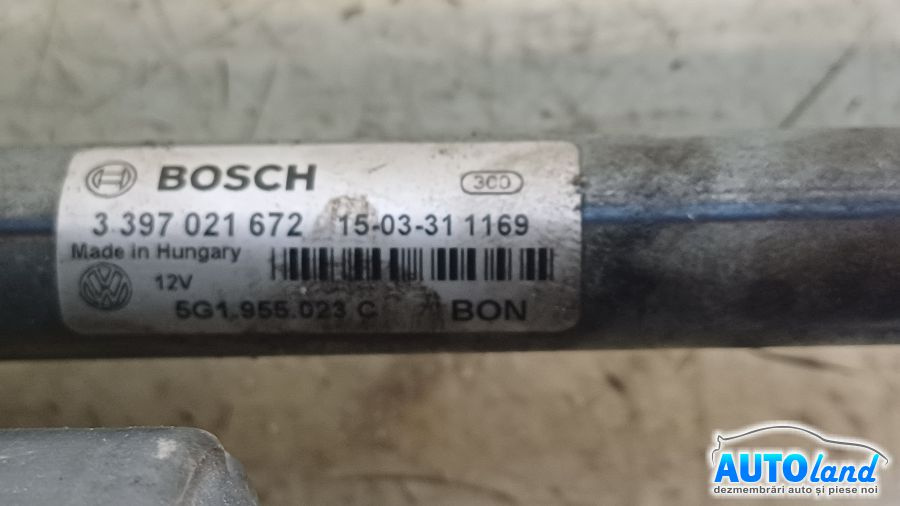 BOSCH 3C0
3 397 021 672 15-03-31 1169
Made in Hungary
12V
5G1.955.023 C BON
AUTOland
dezmembrări auto și piese noi